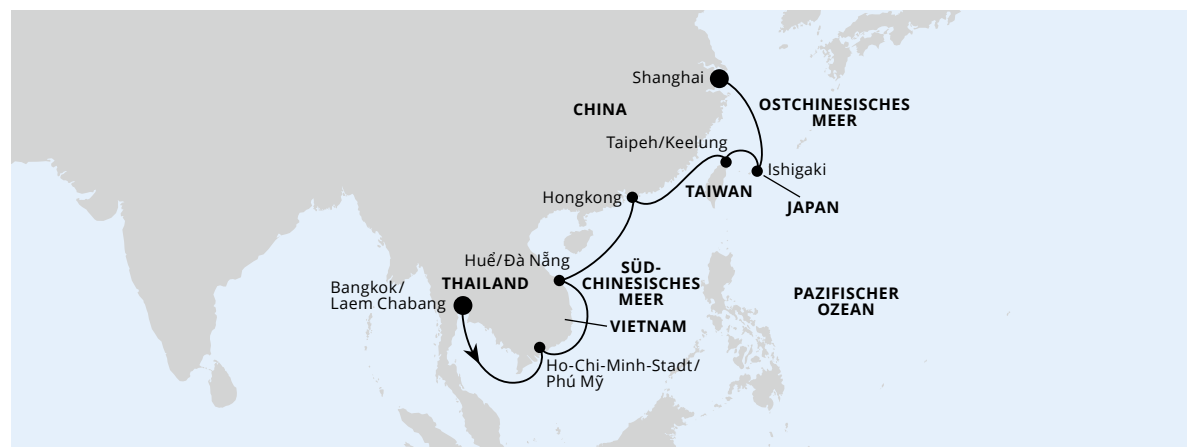 Shanghai
CHINA
OSTCHINESISCHES
MEER
Taipeh/Keelung
Ishigaki
TAIWAN
JAPAN
Hongkong
Huế/Đà Nẵng
SÜD-
CHINESISCHES
MEER
THAILAND
Bangkok/
Laem Chabang
PAZIFISCHER
OZEAN
VIETNAM
Ho-Chi-Minh-Stadt/
Phú Mỹ